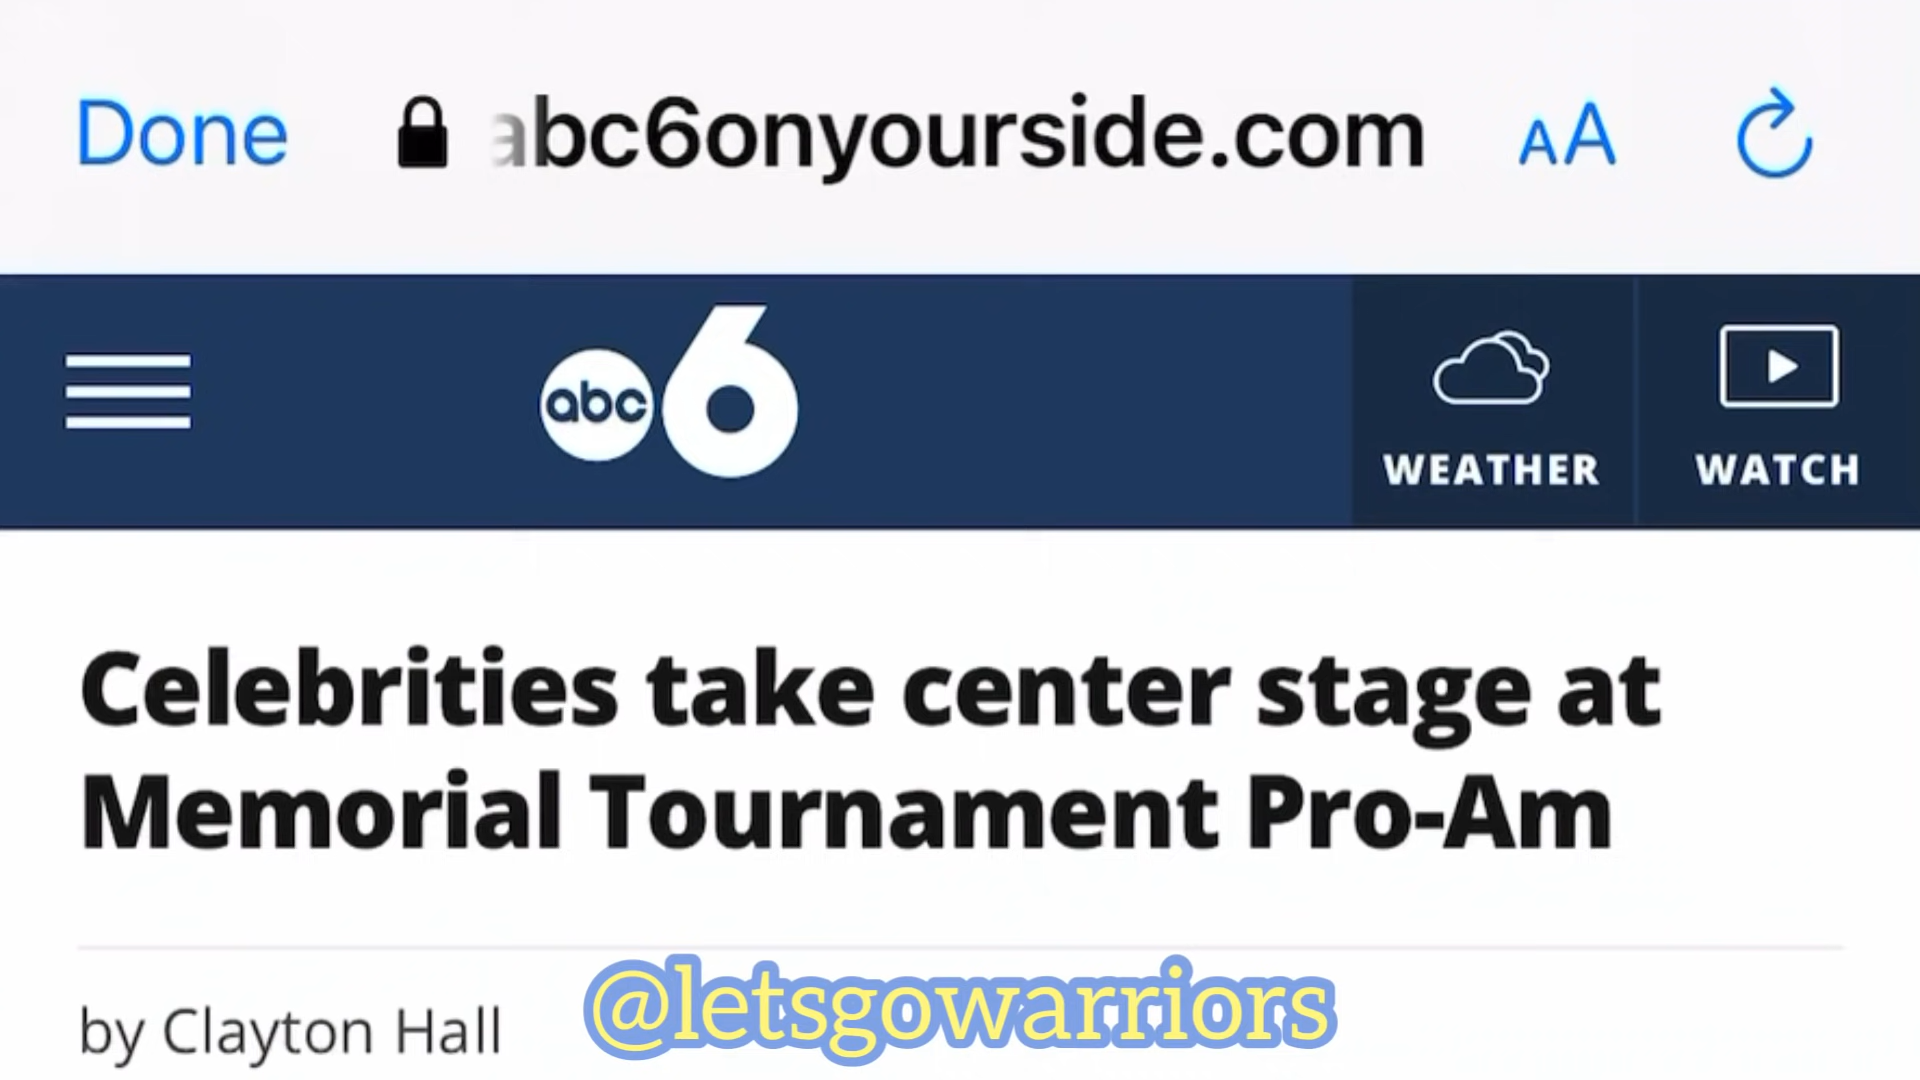 Done abc6onyourside.com AA
abc 6
WEATHER WATCH
Celebrities take center stage at
Memorial Tournament Pro-Am
by Clayton Hall
@letsgowarriors